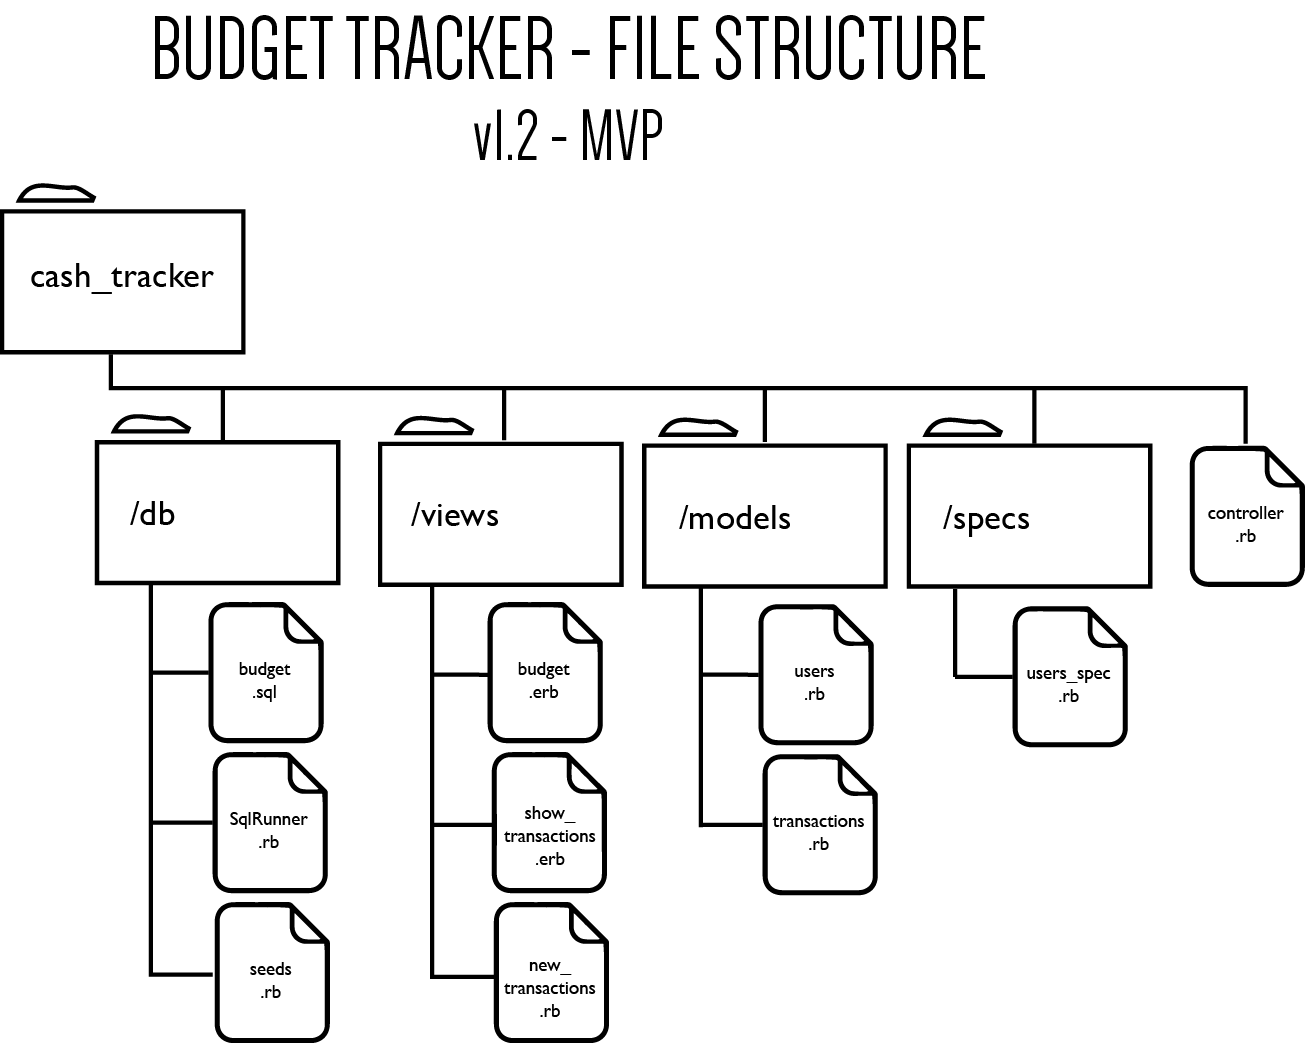 BUDGET TRACKER - FILE STRUCTURE
v1.2 - MVP
cash_tracker
/db
/views
/models
/specs
controller
.rb
budget
.sql
SqlRunner
.rb
seeds
.rb
budget
.erb
show_
transactions
.erb
new_
transactions
.rb
users
.rb
transactions
.rb
users_spec
.rb